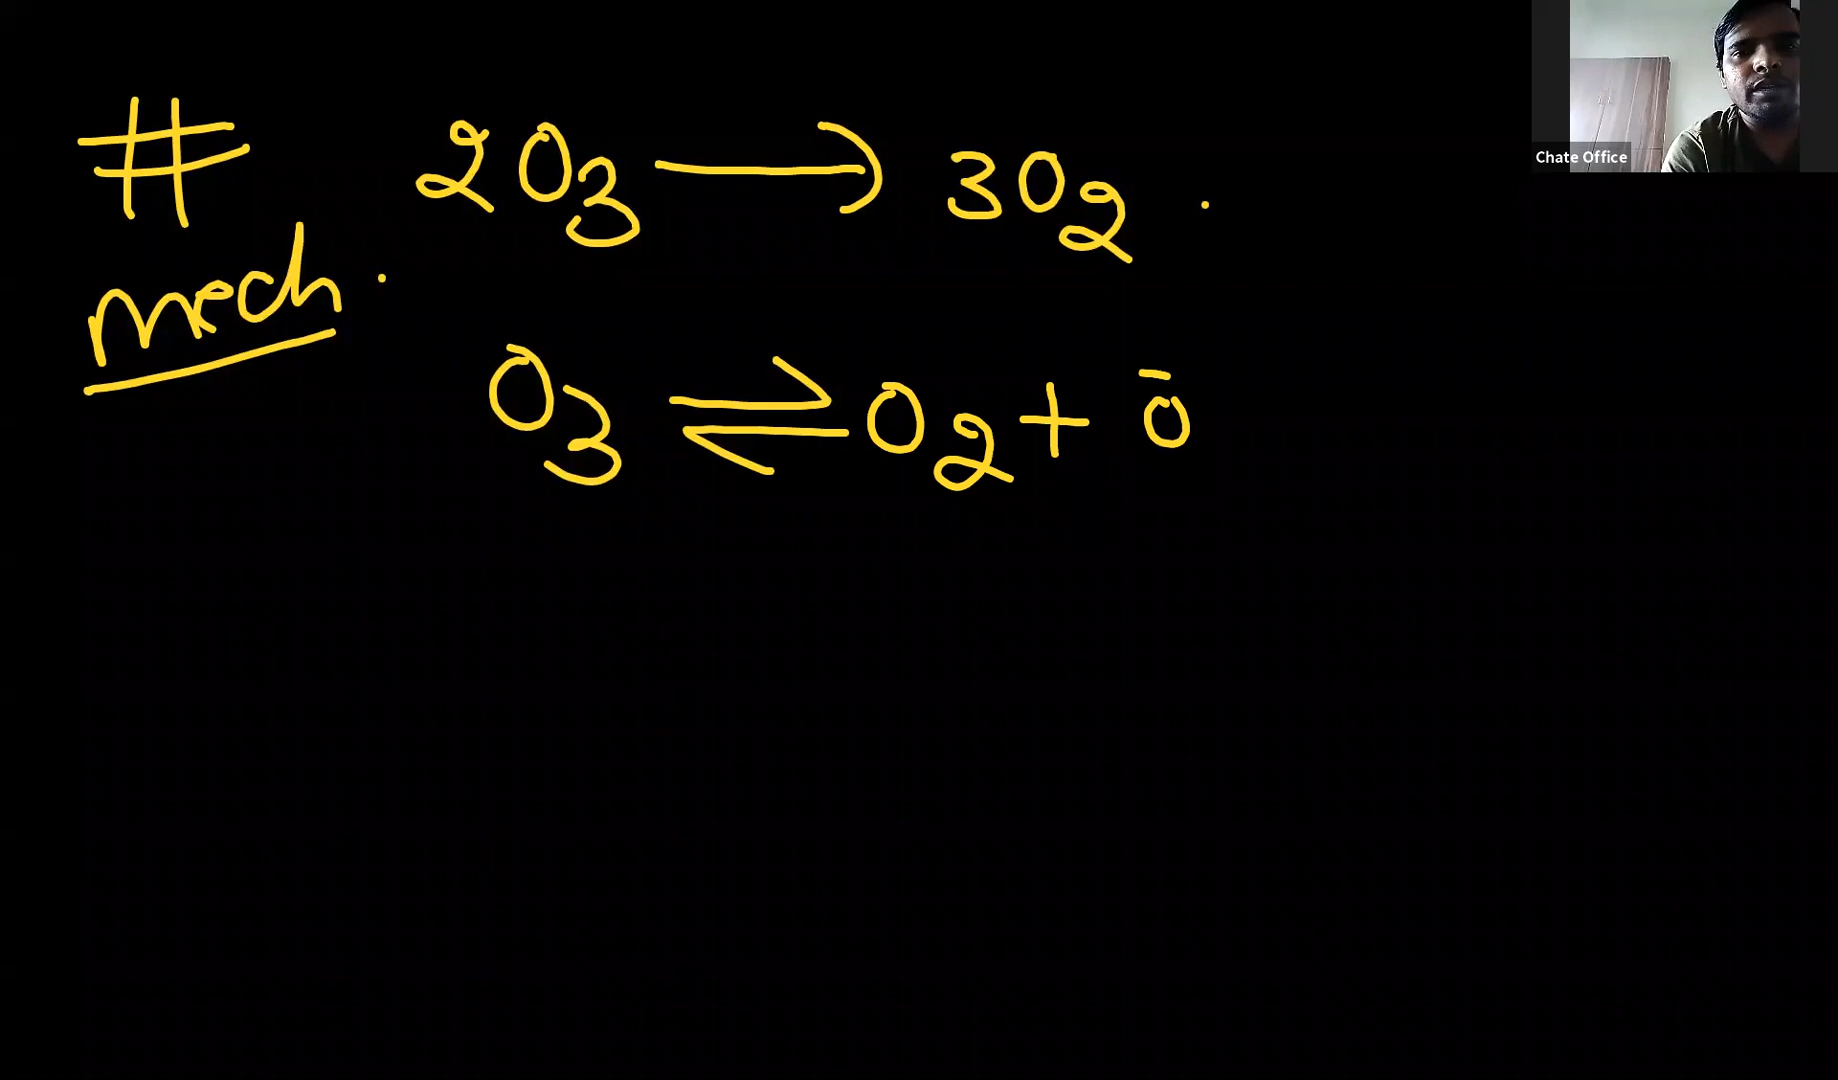 # 2O₃ ⟶ 3O₂ .
mech.
O₃ ⇌ O₂ + Ō
Chate Office